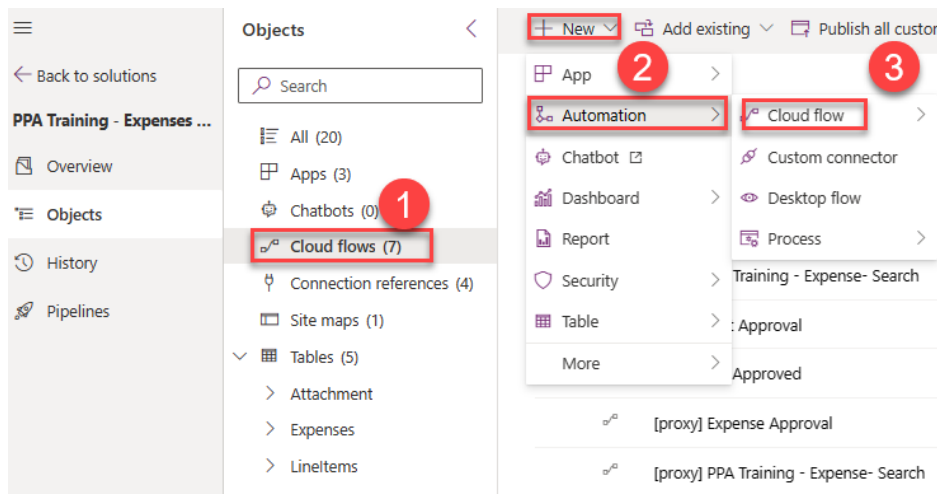 Back to solutions
PPA Training - Expenses ...
Overview
Objects
History
Pipelines
Objects
Search
All (20)
Apps (3)
Chatbots (0)
1
Cloud flows (7)
Connection references (4)
Site maps (1)
Tables (5)
Attachment
Expenses
LineItems
New
Add existing
Publish all custor
2
3
App
Automation
Chatbot
Dashboard
Report
Security
Table
More
Cloud flow
Custom connector
Desktop flow
Process
Training - Expense- Search
Approval
Approved
[proxy] Expense Approval
[proxy] PPA Training - Expense- Search